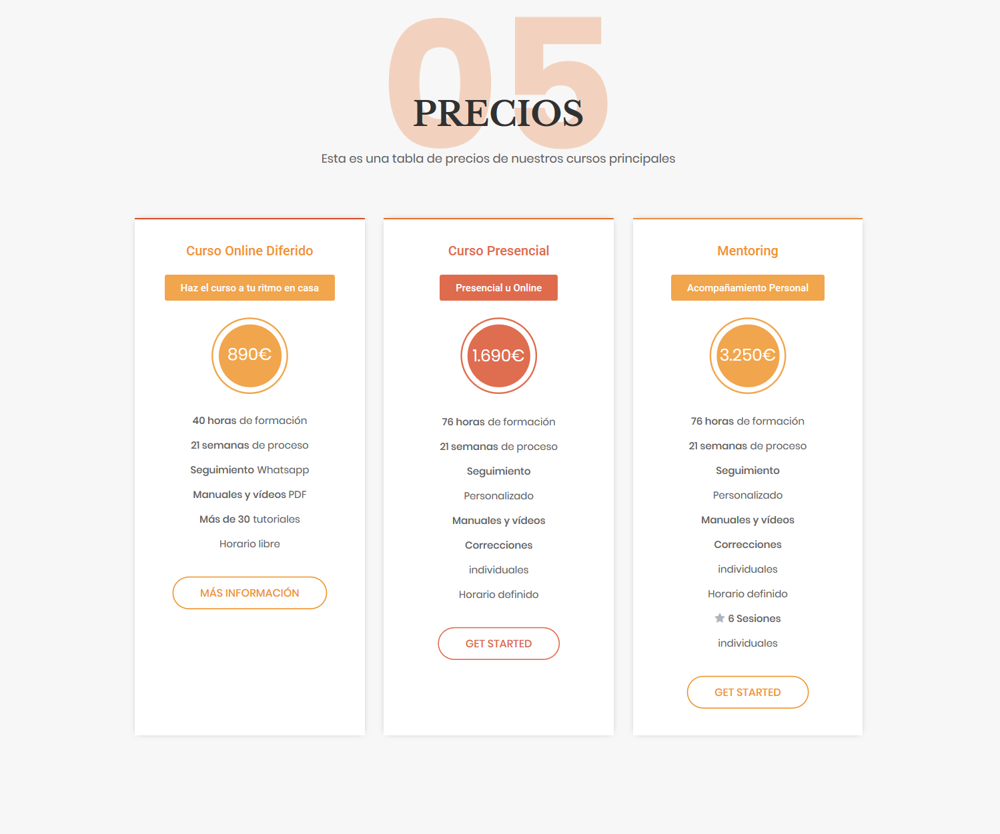 05
PRECIOS
Esta es una tabla de precios de nuestros cursos principales
Curso Online Diferido
Haz el curso a tu ritmo en casa
890€
40 horas de formación
21 semanas de proceso
Seguimiento Whatsapp
Manuales y vídeos PDF
Más de 30 tutoriales
Horario libre
MÁS INFORMACIÓN
Curso Presencial
Presencial u Online
1.690€
76 horas de formación
21 semanas de proceso
Seguimiento
Personalizado
Manuales y vídeos
Correcciones
individuales
Horario definido
GET STARTED
Mentoring
Acompañamiento Personal
3.250€
76 horas de formación
21 semanas de proceso
Seguimiento
Personalizado
Manuales y vídeos
Correcciones
individuales
Horario definido
6 Sesiones
individuales
GET STARTED